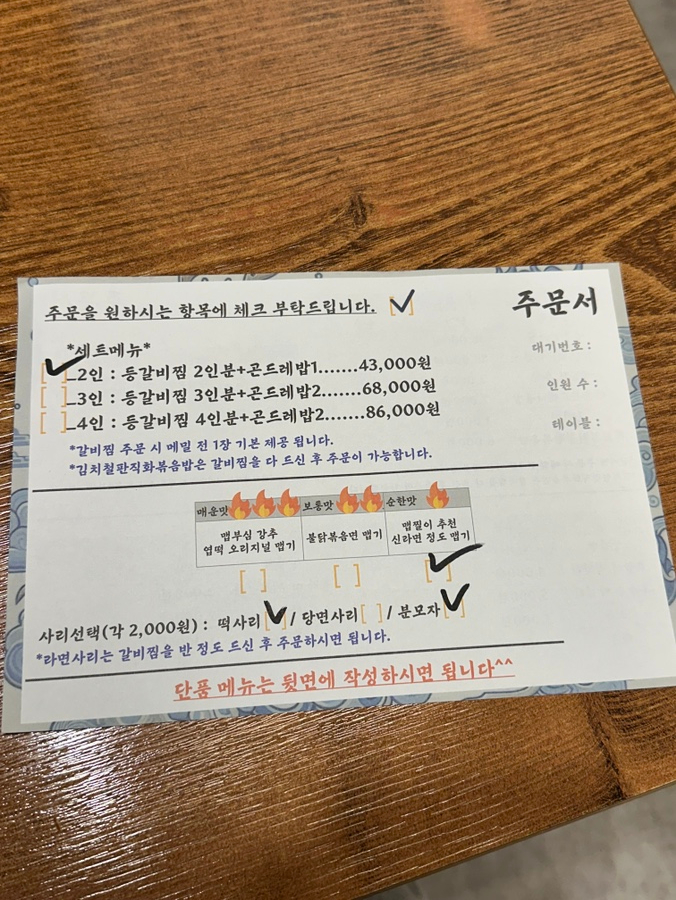 주문을 원하시는 항목에 체크 부탁드립니다. [✓]
주문서
대기번호 :
인원 수 :
테이블 :
*세트메뉴*
[✓]_2인 : 등갈비찜 2인분+곤드레밥1.......43,000원
[ ]_3인 : 등갈비찜 3인분+곤드레밥2.......68,000원
[ ]_4인 : 등갈비찜 4인분+곤드레밥2.......86,000원
*갈비찜 주문 시 메밀 전 1장 기본 제공 됩니다.
*김치철판직화볶음밥은 갈비찜을 다 드신 후 주문이 가능합니다.
매운맛🔥🔥🔥 보통맛🔥🔥 순한맛🔥
맵부심 강추
엽떡 오리지널 맵기
불닭볶음면 맵기
맵찔이 추천
신라면 정도 맵기
[ ] [ ] [✓]
사리선택(각 2,000원) : 떡사리[✓]/ 당면사리[ ]/ 분모자[✓]
*라면사리는 갈비찜을 반 정도 드신 후 주문하시면 됩니다.
단품 메뉴는 뒷면에 작성하시면 됩니다^^